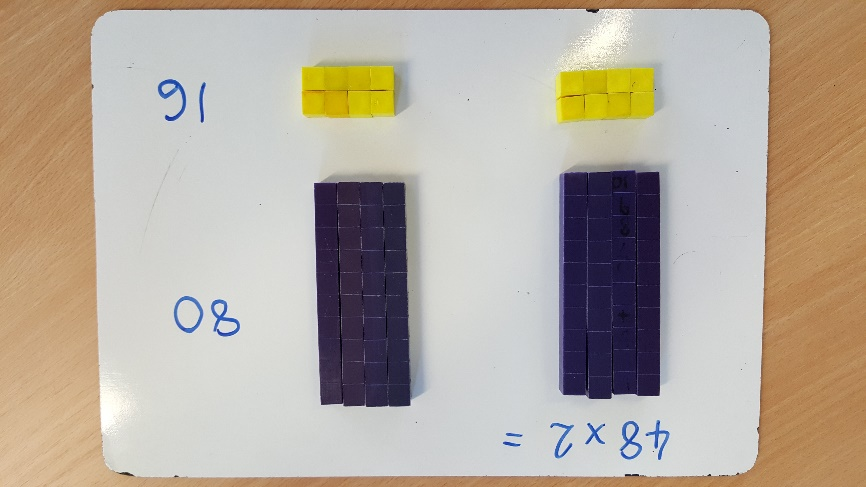 48 x 2 =
80
16